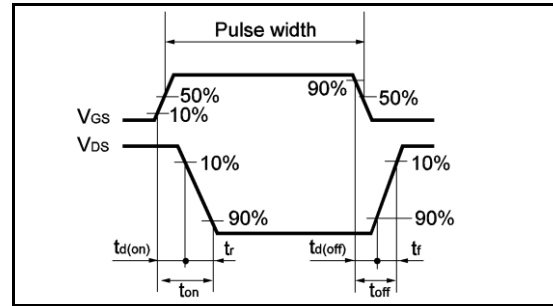 Pulse width
50%
90%
50%
VGS
10%
VDS
10%
10%
90%
90%
td(on)
tr
td(off)
tf
ton
toff